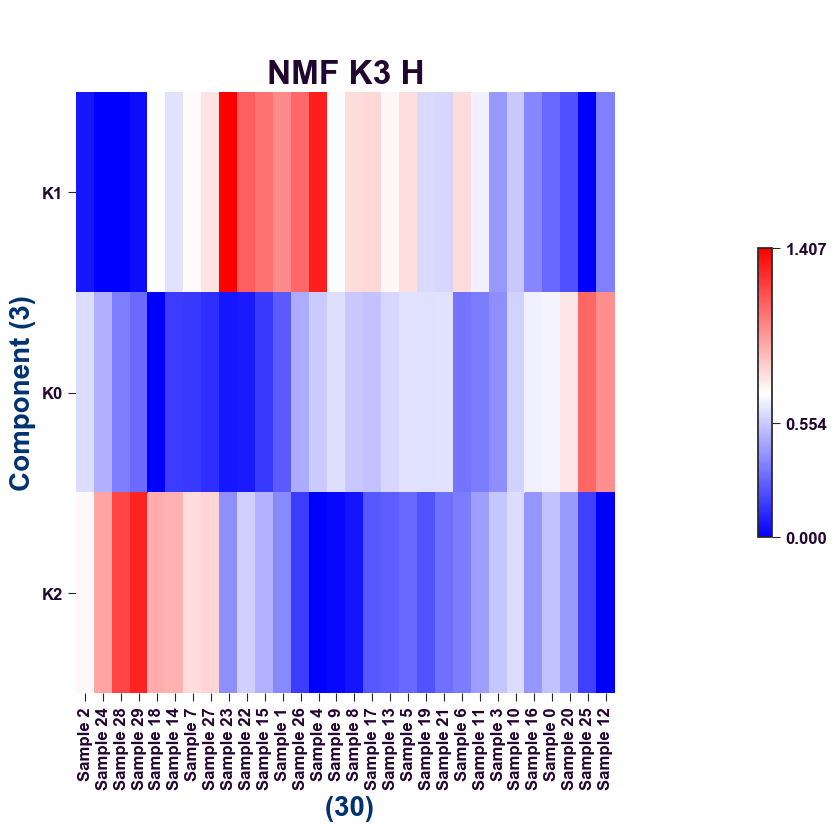 NMF K3 H
K1
K0
K2
Component (3)
1.407
0.554
0.000
Sample 2
Sample 24
Sample 28
Sample 29
Sample 18
Sample 14
Sample 7
Sample 27
Sample 23
Sample 22
Sample 15
Sample 1
Sample 26
Sample 4
Sample 9
Sample 8
Sample 17
Sample 13
Sample 5
Sample 19
Sample 21
Sample 6
Sample 11
Sample 3
Sample 10
Sample 16
Sample 0
Sample 20
Sample 25
Sample 12
(30)